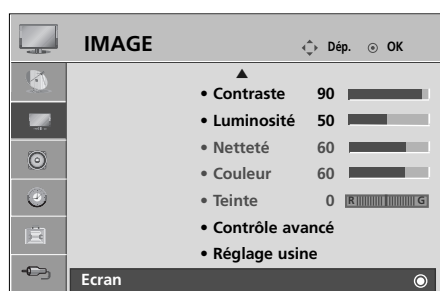 IMAGE Dép. OK
• Contraste 90
• Luminosité 50
• Netteté 60
• Couleur 60
• Teinte 0 R G
• Contrôle avancé
• Réglage usine
Ecran